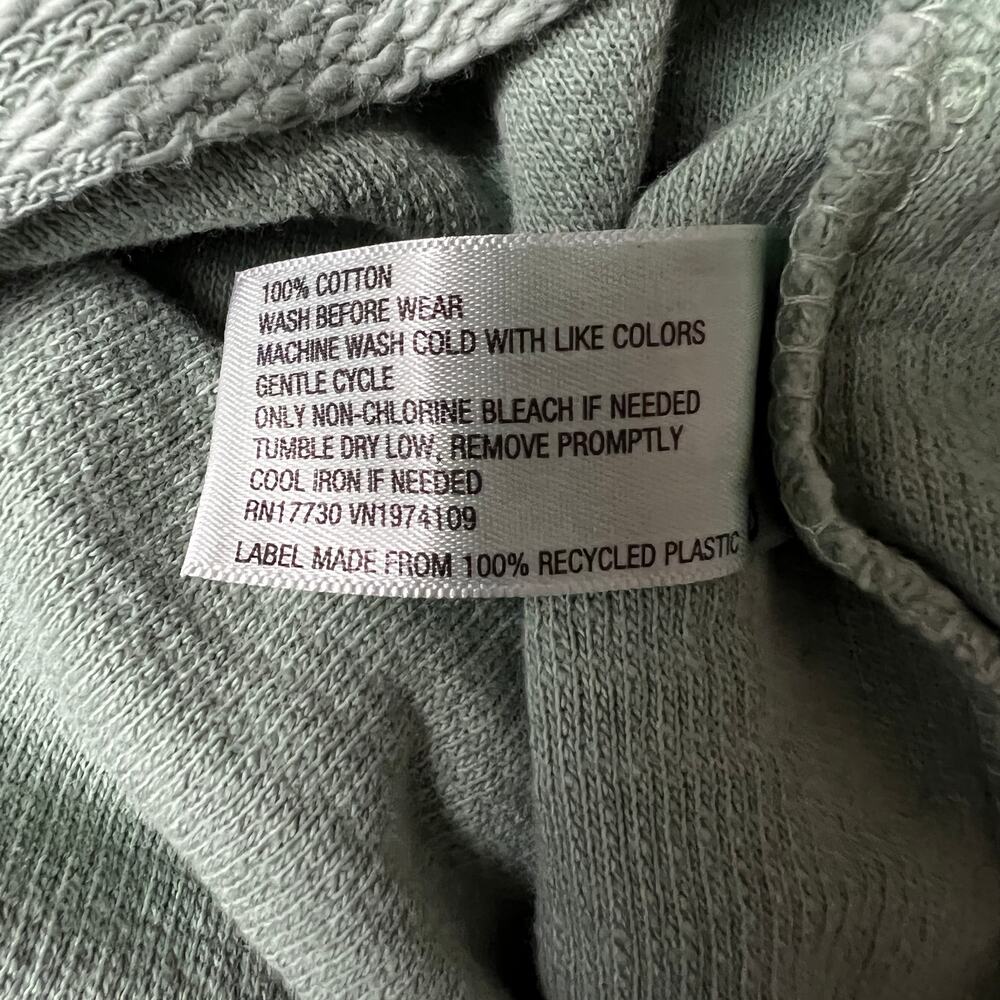 100% COTTON
WASH BEFORE WEAR
MACHINE WASH COLD WITH LIKE COLORS
GENTLE CYCLE
ONLY NON-CHLORINE BLEACH IF NEEDED
TUMBLE DRY LOW, REMOVE PROMPTLY
COOL IRON IF NEEDED
RN17730 VN1974109
LABEL MADE FROM 100% RECYCLED PLASTIC